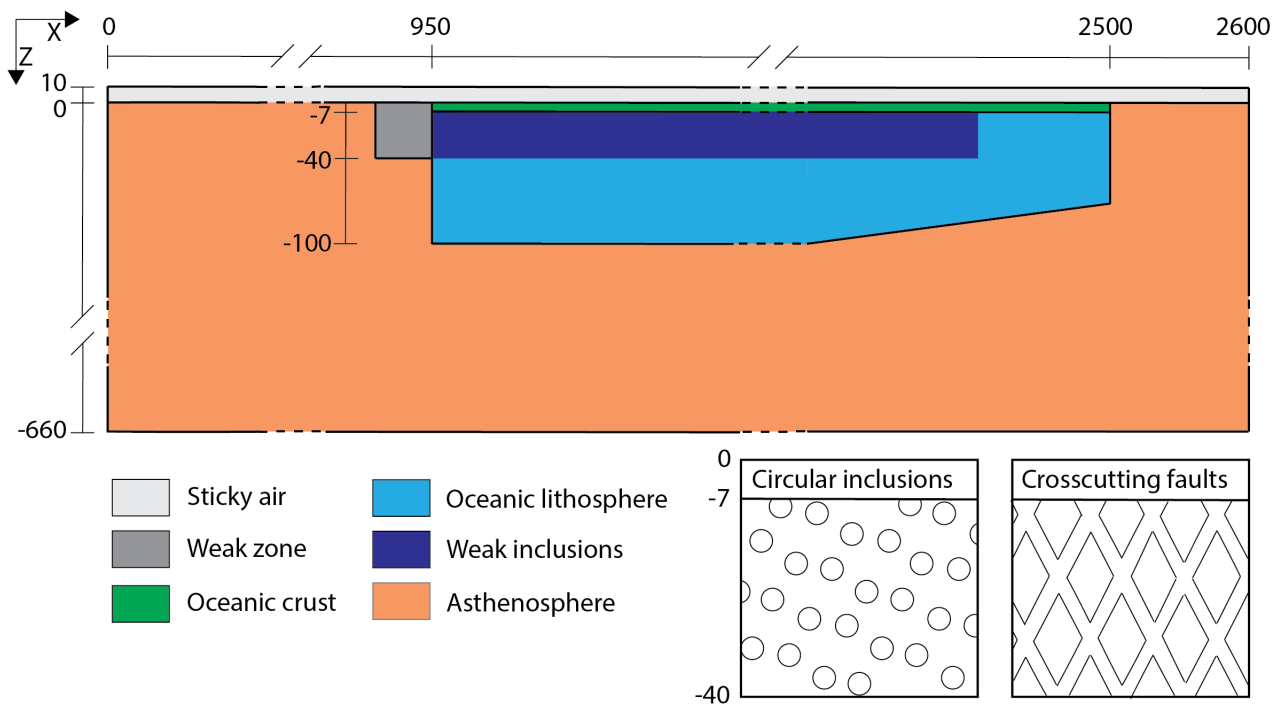 X
0
950
2500
2600
Z
10
0
-7
-40
-100
-660
Sticky air
Oceanic lithosphere
Weak zone
Weak inclusions
Oceanic crust
Asthenosphere
0
Circular inclusions
Crosscutting faults
-7
-40